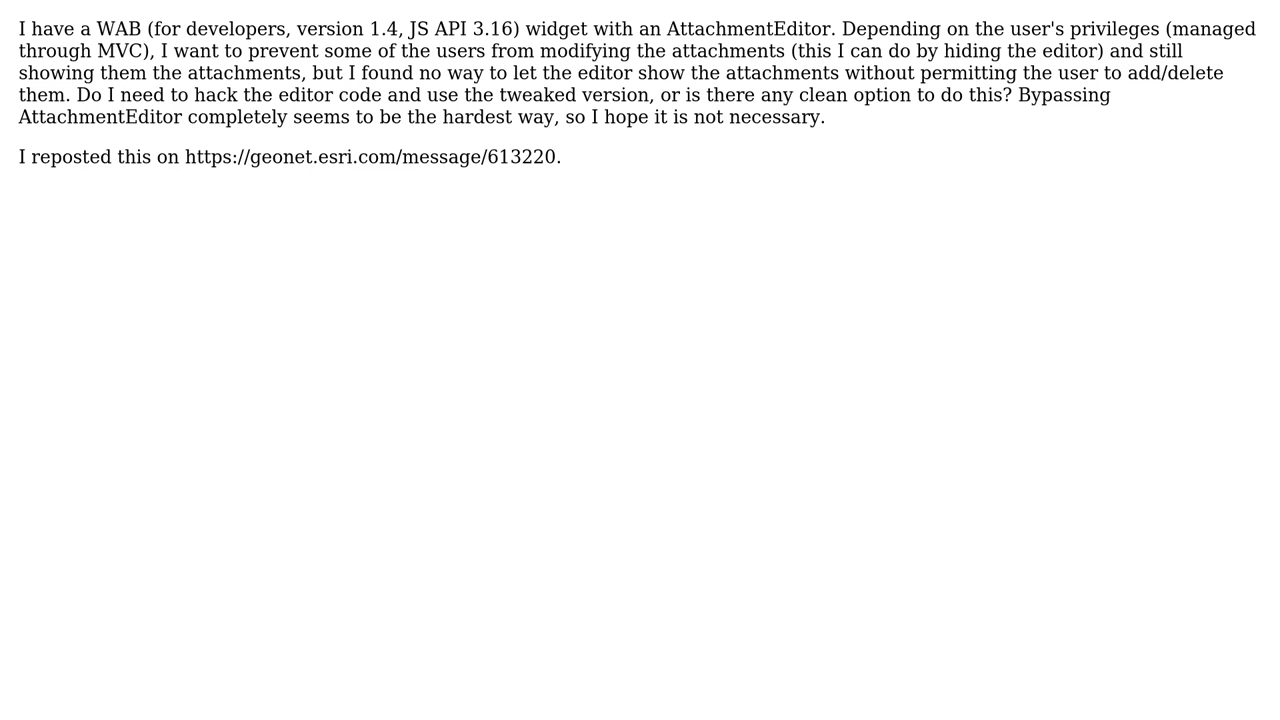 I have a WAB (for developers, version 1.4, JS API 3.16) widget with an AttachmentEditor. Depending on the user's privileges (managed
through MVC), I want to prevent some of the users from modifying the attachments (this I can do by hiding the editor) and still
showing them the attachments, but I found no way to let the editor show the attachments without permitting the user to add/delete
them. Do I need to hack the editor code and use the tweaked version, or is there any clean option to do this? Bypassing
AttachmentEditor completely seems to be the hardest way, so I hope it is not necessary.
I reposted this on https://geonet.esri.com/message/613220.